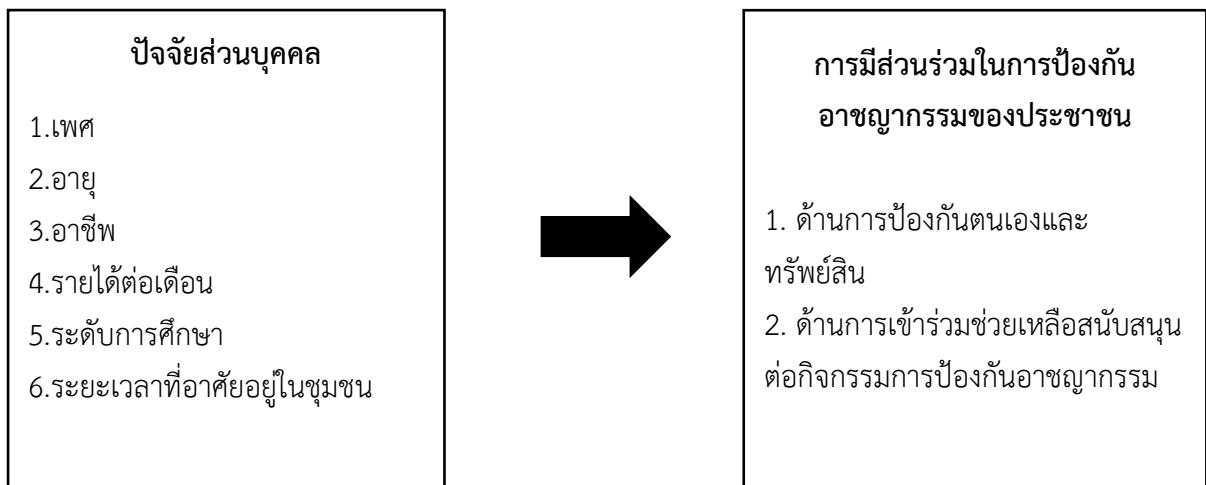 ปัจจัยส่วนบุคคล
1.เพศ
2.อายุ
3.อาชีพ
4.รายได้ต่อเดือน
5.ระดับการศึกษา
6.ระยะเวลาที่อาศัยอยู่ในชุมชน
การมีส่วนร่วมในการป้องกัน
อาชญากรรมของประชาชน
1. ด้านการป้องกันตนเองและ
ทรัพย์สิน
2. ด้านการเข้าร่วมช่วยเหลือสนับสนุน
ต่อกิจกรรมการป้องกันอาชญากรรม